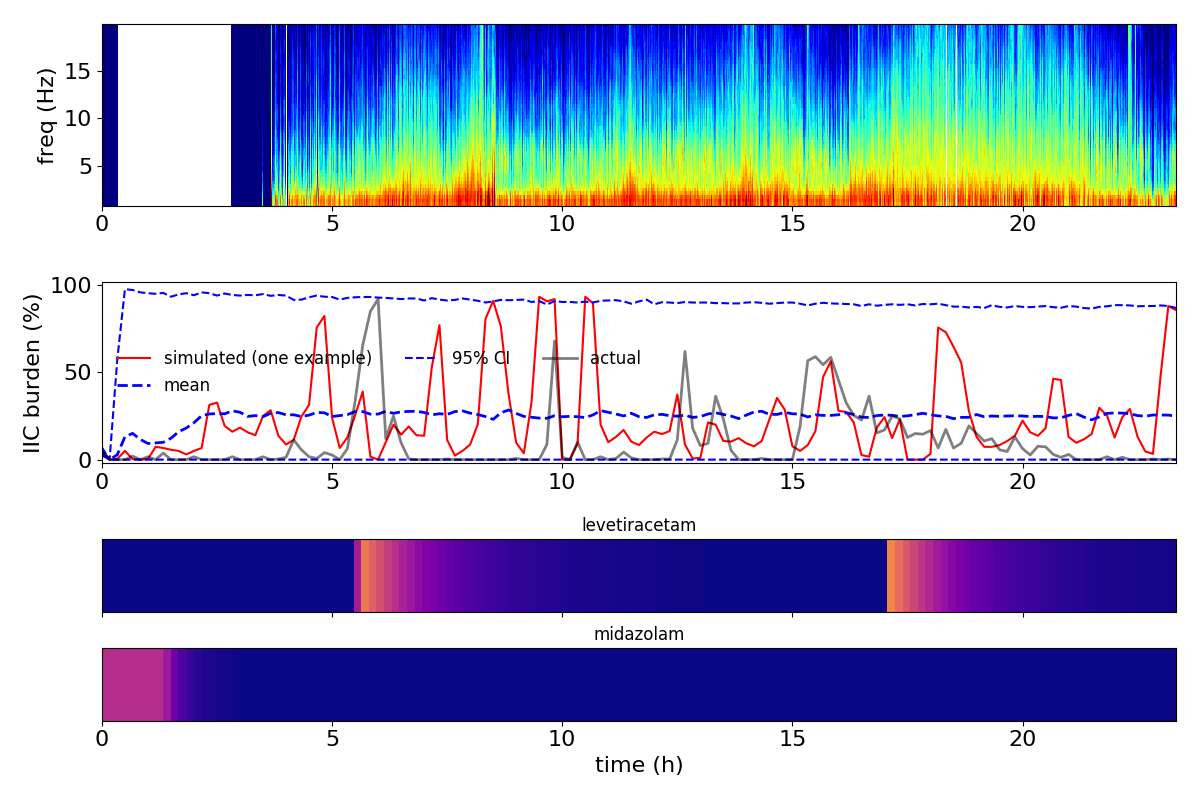 freq (Hz)
15
10
5
0 5 10 15 20
IIC burden (%)
100
50
0
simulated (one example) 95% CI actual
mean
0 5 10 15 20
levetiracetam
midazolam
0 5 10 15 20
time (h)